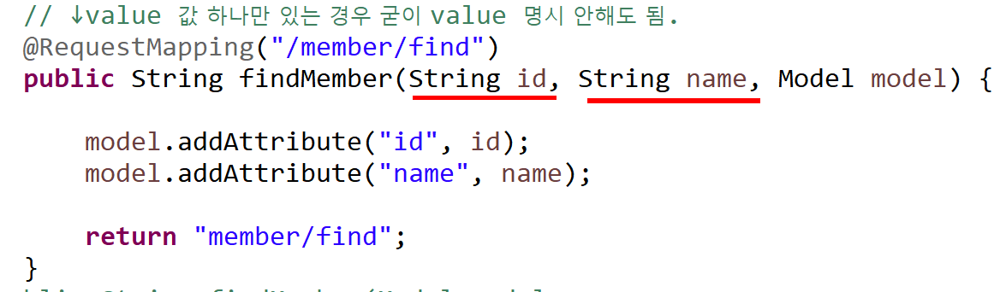 // ↓value 값 하나만 있는 경우 굳이 value 명시 안해도 됨.
@RequestMapping("/member/find")
public String findMember(String id, String name, Model model) {
model.addAttribute("id", id);
model.addAttribute("name", name);
return "member/find";
}